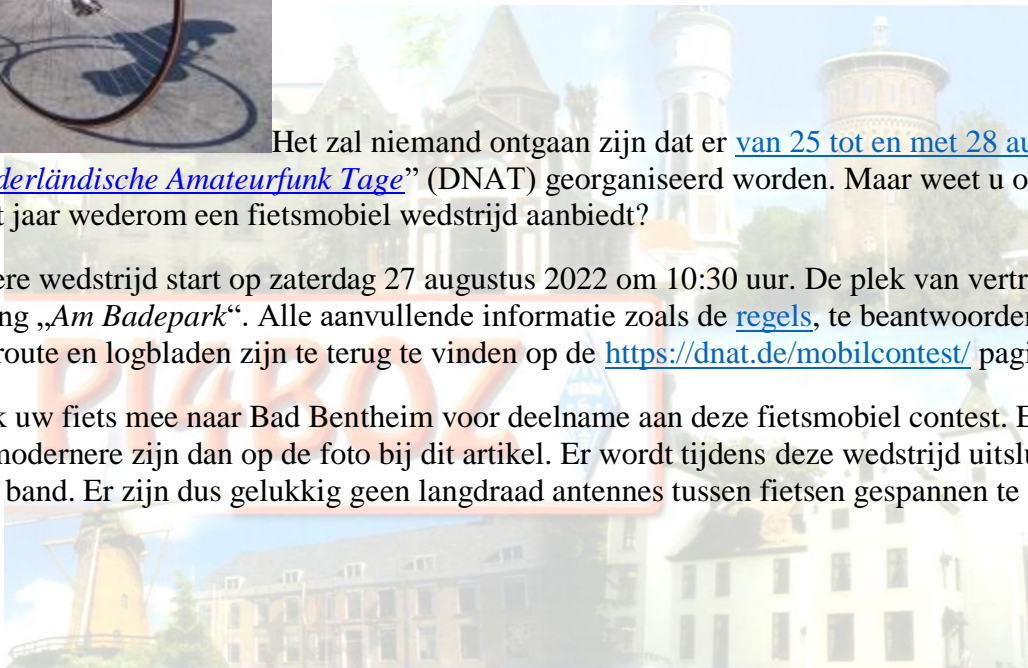 Het zal niemand ontgaan zijn dat er van 25 tot en met 28 au
derländische Amateurfunk Tage” (DNAT) georganiseerd worden. Maar weet u o
t jaar wederom een fietsmobiel wedstrijd aanbiedt?
ere wedstrijd start op zaterdag 27 augustus 2022 om 10:30 uur. De plek van vertr
ng „Am Badepark“. Alle aanvullende informatie zoals de regels, te beantwoorden
route en logbladen zijn te terug te vinden op de https://dnat.de/mobilcontest/ pagi
k uw fiets mee naar Bad Bentheim voor deelname aan deze fietsmobiel contest. E
modernere zijn dan op de foto bij dit artikel. Er wordt tijdens deze wedstrijd uitslu
band. Er zijn dus gelukkig geen langdraad antennes tussen fietsen gespannen te
PI4BOZ